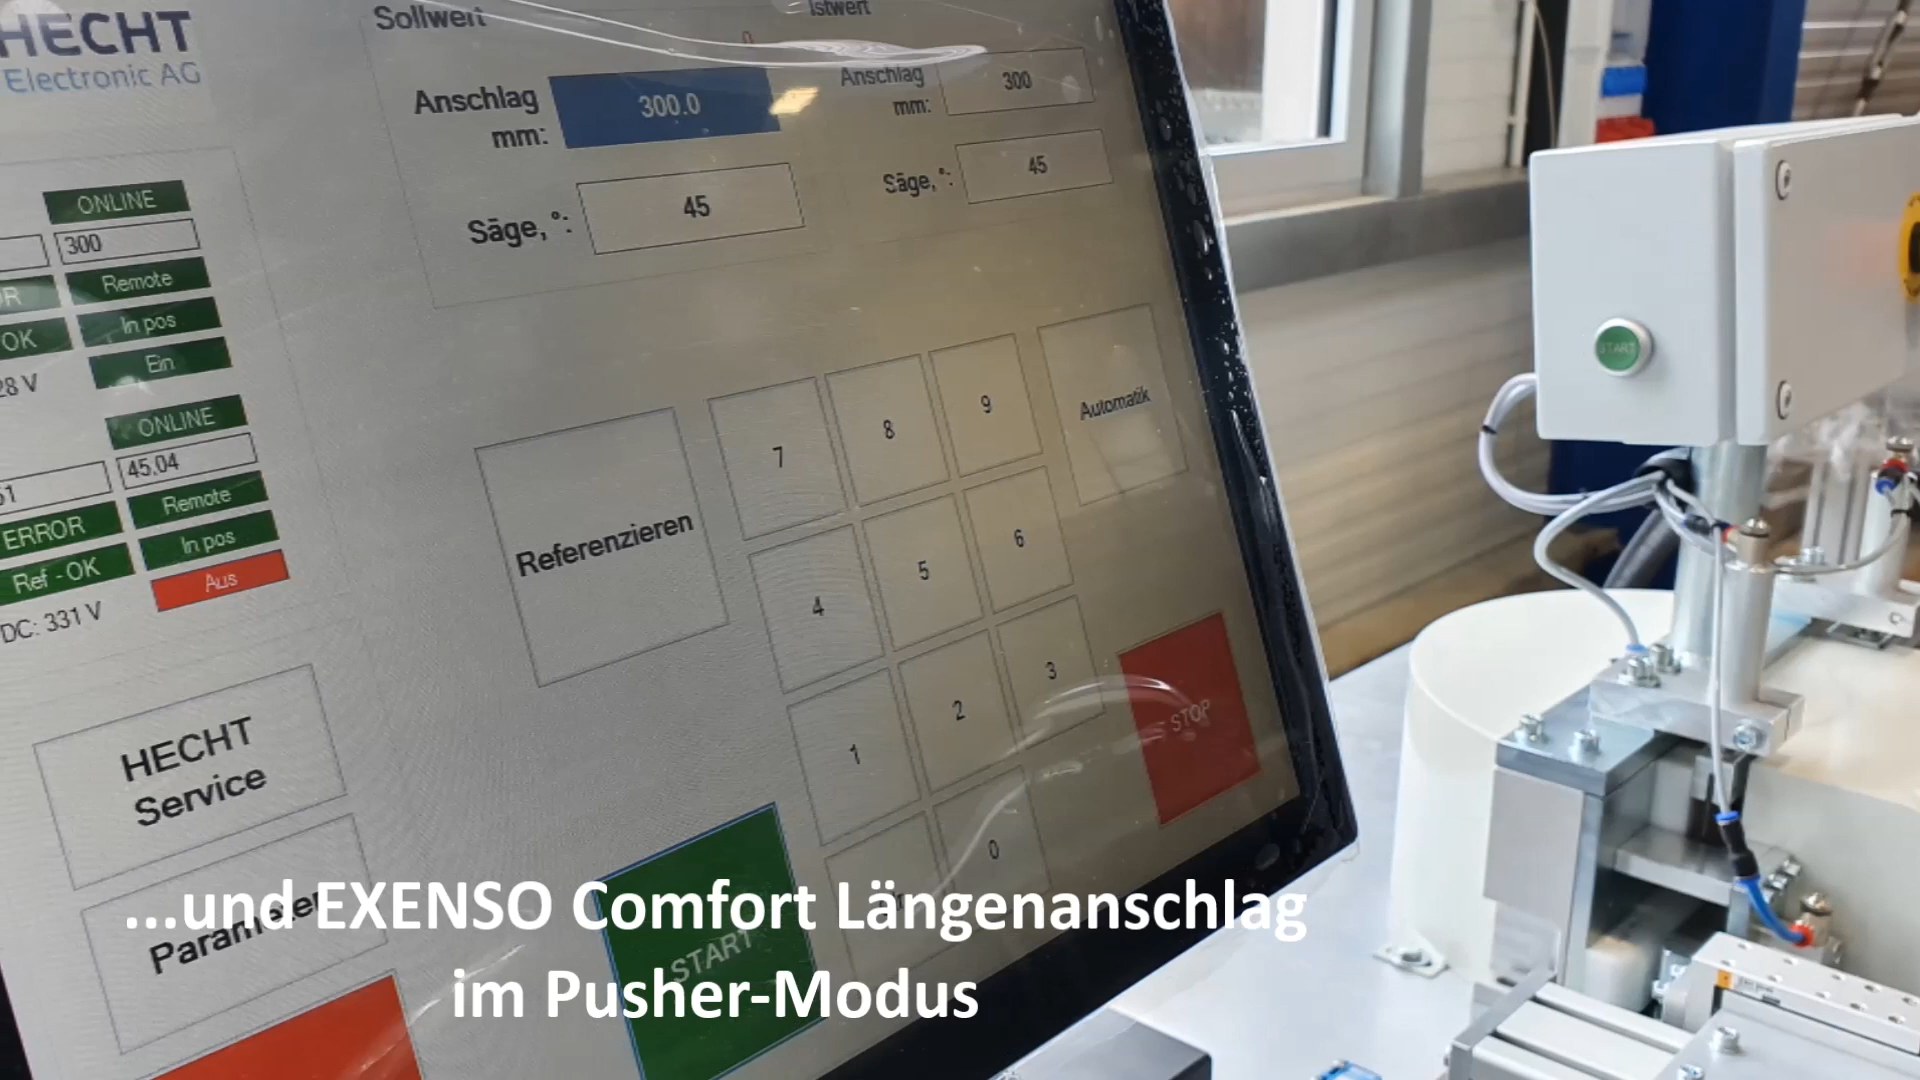 HECHT
Electronic AG
Sollwert
Istwert
0
Anschlag
mm:
300.0
Anschlag
mm:
300
Säge, °:
45
Säge, °:
45
ONLINE
300
Remote
OK
In pos
28 V
Ein
ONLINE
45.04
Remote
ERROR
In pos
Ref - OK
Aus
DC: 331 V
Referenzieren
7
8
9
Automatik
4
5
6
1
2
3
0
STOP
START
HECHT
Service
Parameter
START
...und EXENSO Comfort Längenanschlag
im Pusher-Modus